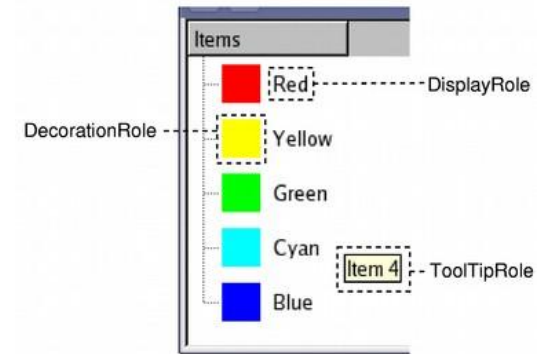 Items
Red
DisplayRole
DecorationRole
Yellow
Green
Cyan
Item 4
ToolTipRole
Blue